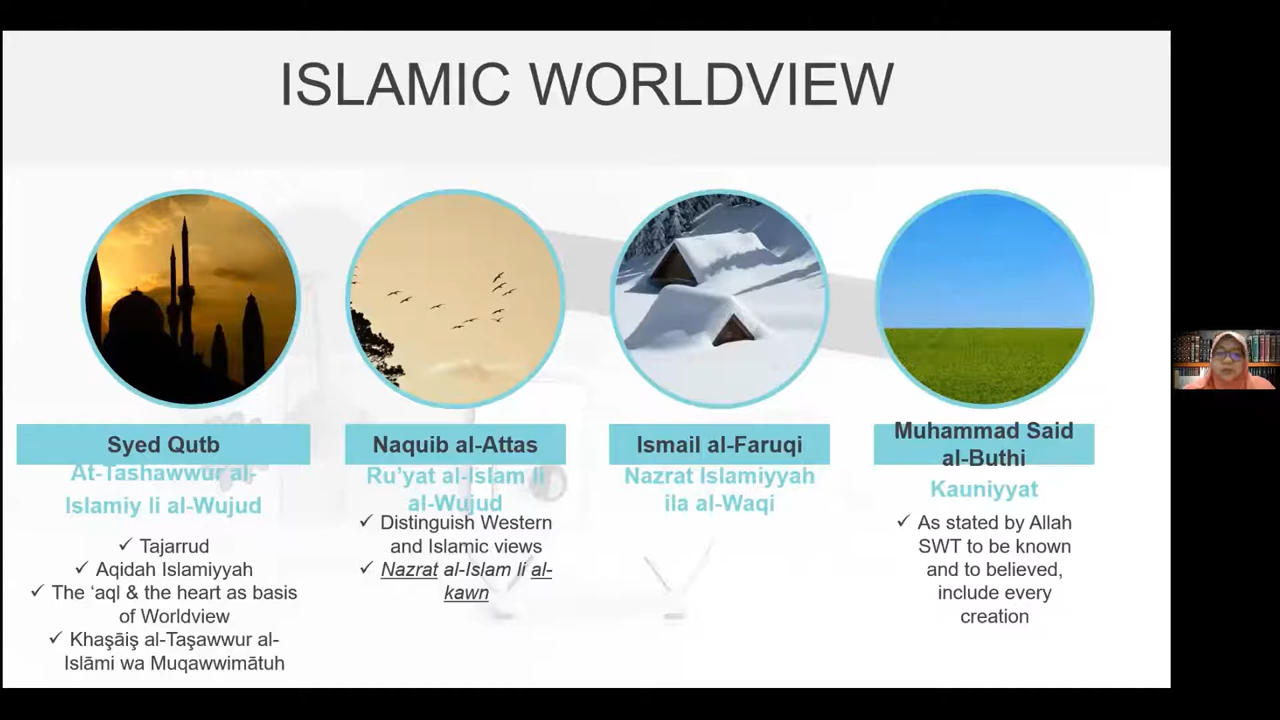 ISLAMIC WORLDVIEW
Syed Qutb
At-Tashawwur al-
Islamiy li al-Wujud
✓ Tajarrud
✓ Aqidah Islamiyyah
✓ The ‘aql & the heart as basis
of Worldview
✓ Khaşāiş al-Taşawwur al-
Islāmi wa Muqawwimātuh
Naquib al-Attas
Ru’yat al-Islam li
al-Wujud
✓ Distinguish Western
and Islamic views
✓ Nazrat al-Islam li al-
kawn
Ismail al-Faruqi
Nazrat Islamiyyah
ila al-Waqi
Muhammad Said
al-Buthi
Kauniyyat
✓ As stated by Allah
SWT to be known
and to believed,
include every
creation